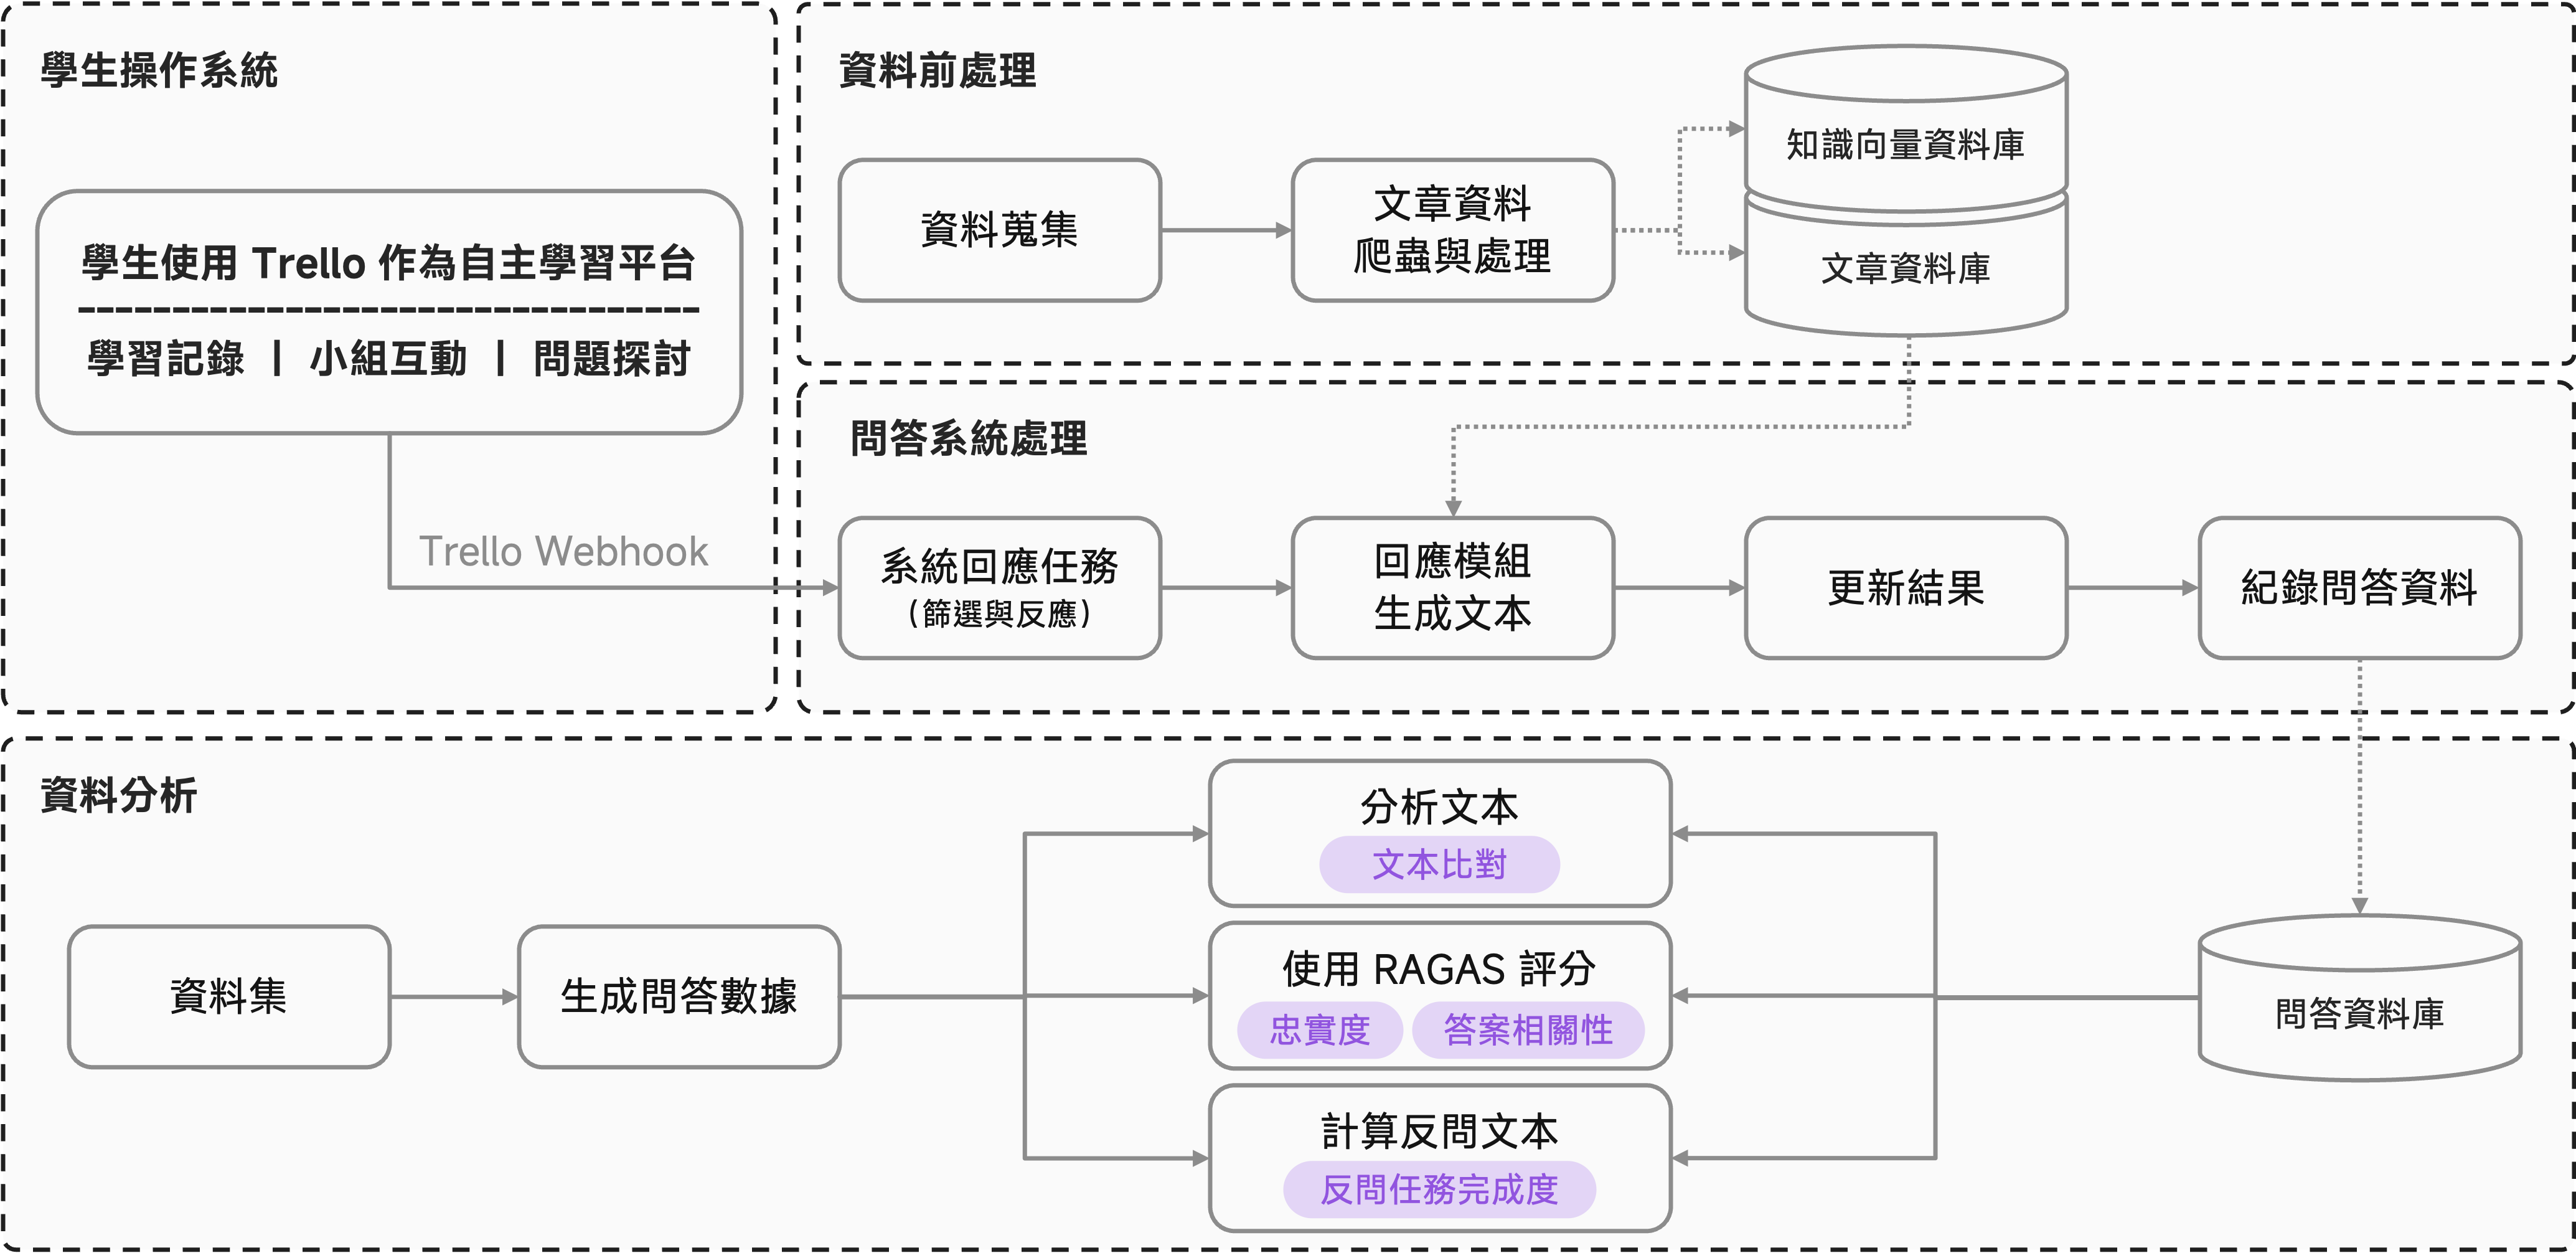 學生操作系統
學生使用 Trello 作為自主學習平台
學習記錄 | 小組互動 | 問題探討
Trello Webhook
資料前處理
資料蒐集
文章資料
爬蟲與處理
知識向量資料庫
文章資料庫
問答系統處理
系統回應任務
(篩選與反應)
回應模組
生成文本
更新結果
紀錄問答資料
資料分析
資料集
生成問答數據
分析文本
文本比對
使用 RAGAS 評分
忠實度 答案相關性
計算反問文本
反問任務完成度
問答資料庫